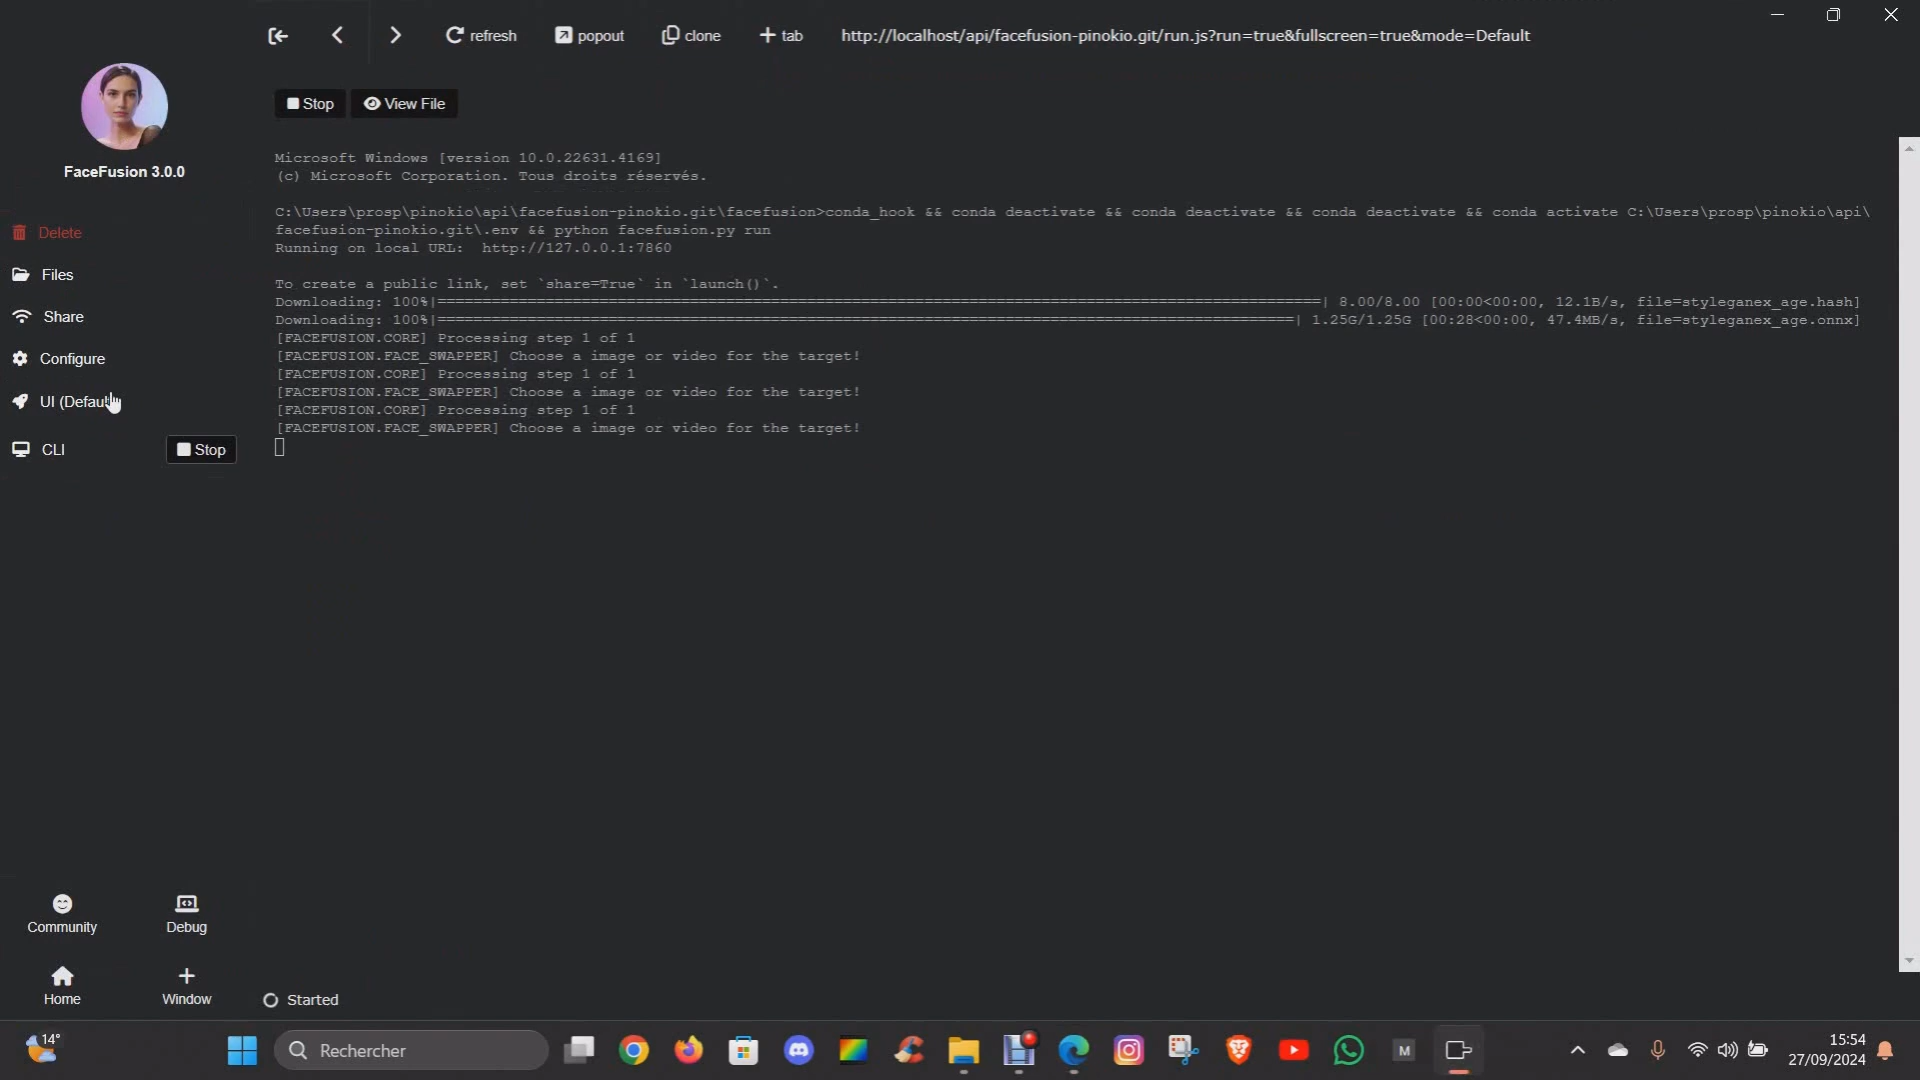 refresh
popout
clone
+ tab
http://localhost/api/facefusion-pinokio.git/run.js?run=true&fullscreen=true&mode=Default
FaceFusion 3.0.0
Delete
Files
Share
Configure
UI (Defau
CLI
Stop
Community
Debug
Home
Window
Stop
View File
Microsoft Windows [version 10.0.22631.4169]
(c) Microsoft Corporation. Tous droits réservés.
C:\Users\prosp\pinokio\api\facefusion-pinokio.git\facefusion>conda_hook && conda deactivate && conda deactivate && conda deactivate && conda activate C:\Users\prosp\pinokio\api\
facefusion-pinokio.git\.env && python facefusion.py run
Running on local URL:  http://127.0.0.1:7860
To create a public link, set `share=True` in `launch()`.
Downloading: 100%|==================================================================================================| 8.00/8.00 [00:00<00:00, 12.1B/s, file=styleganex_age.hash]
Downloading: 100%|===============================================================================================| 1.25G/1.25G [00:28<00:00, 47.4MB/s, file=styleganex_age.onnx]
[FACEFUSION.CORE] Processing step 1 of 1
[FACEFUSION.FACE_SWAPPER] Choose a image or video for the target!
[FACEFUSION.CORE] Processing step 1 of 1
[FACEFUSION.FACE_SWAPPER] Choose a image or video for the target!
[FACEFUSION.CORE] Processing step 1 of 1
[FACEFUSION.FACE_SWAPPER] Choose a image or video for the target!
Started
14°
Rechercher
M
15:54
27/09/2024